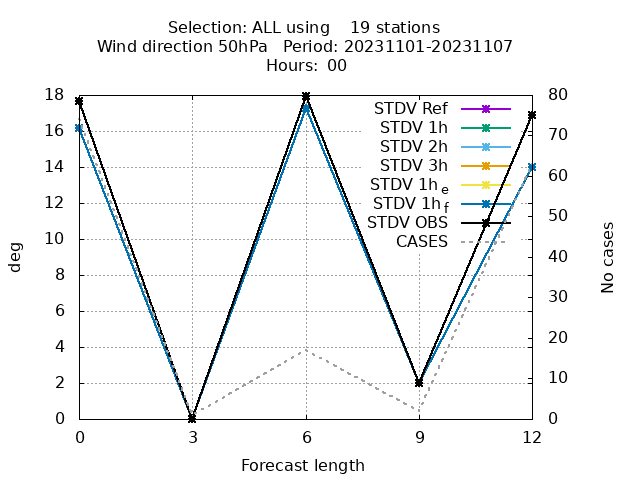 Selection: ALL using    19 stations
Wind direction 50hPa   Period: 20231101-20231107
Hours: 00
18
16
14
12
10
8
6
4
2
0
80
70
60
50
40
30
20
10
0
deg
No cases
STDV Ref
STDV 1h
STDV 2h
STDV 3h
STDV 1h e
STDV 1h f
STDV OBS
CASES
0 3 6 9 12
Forecast length